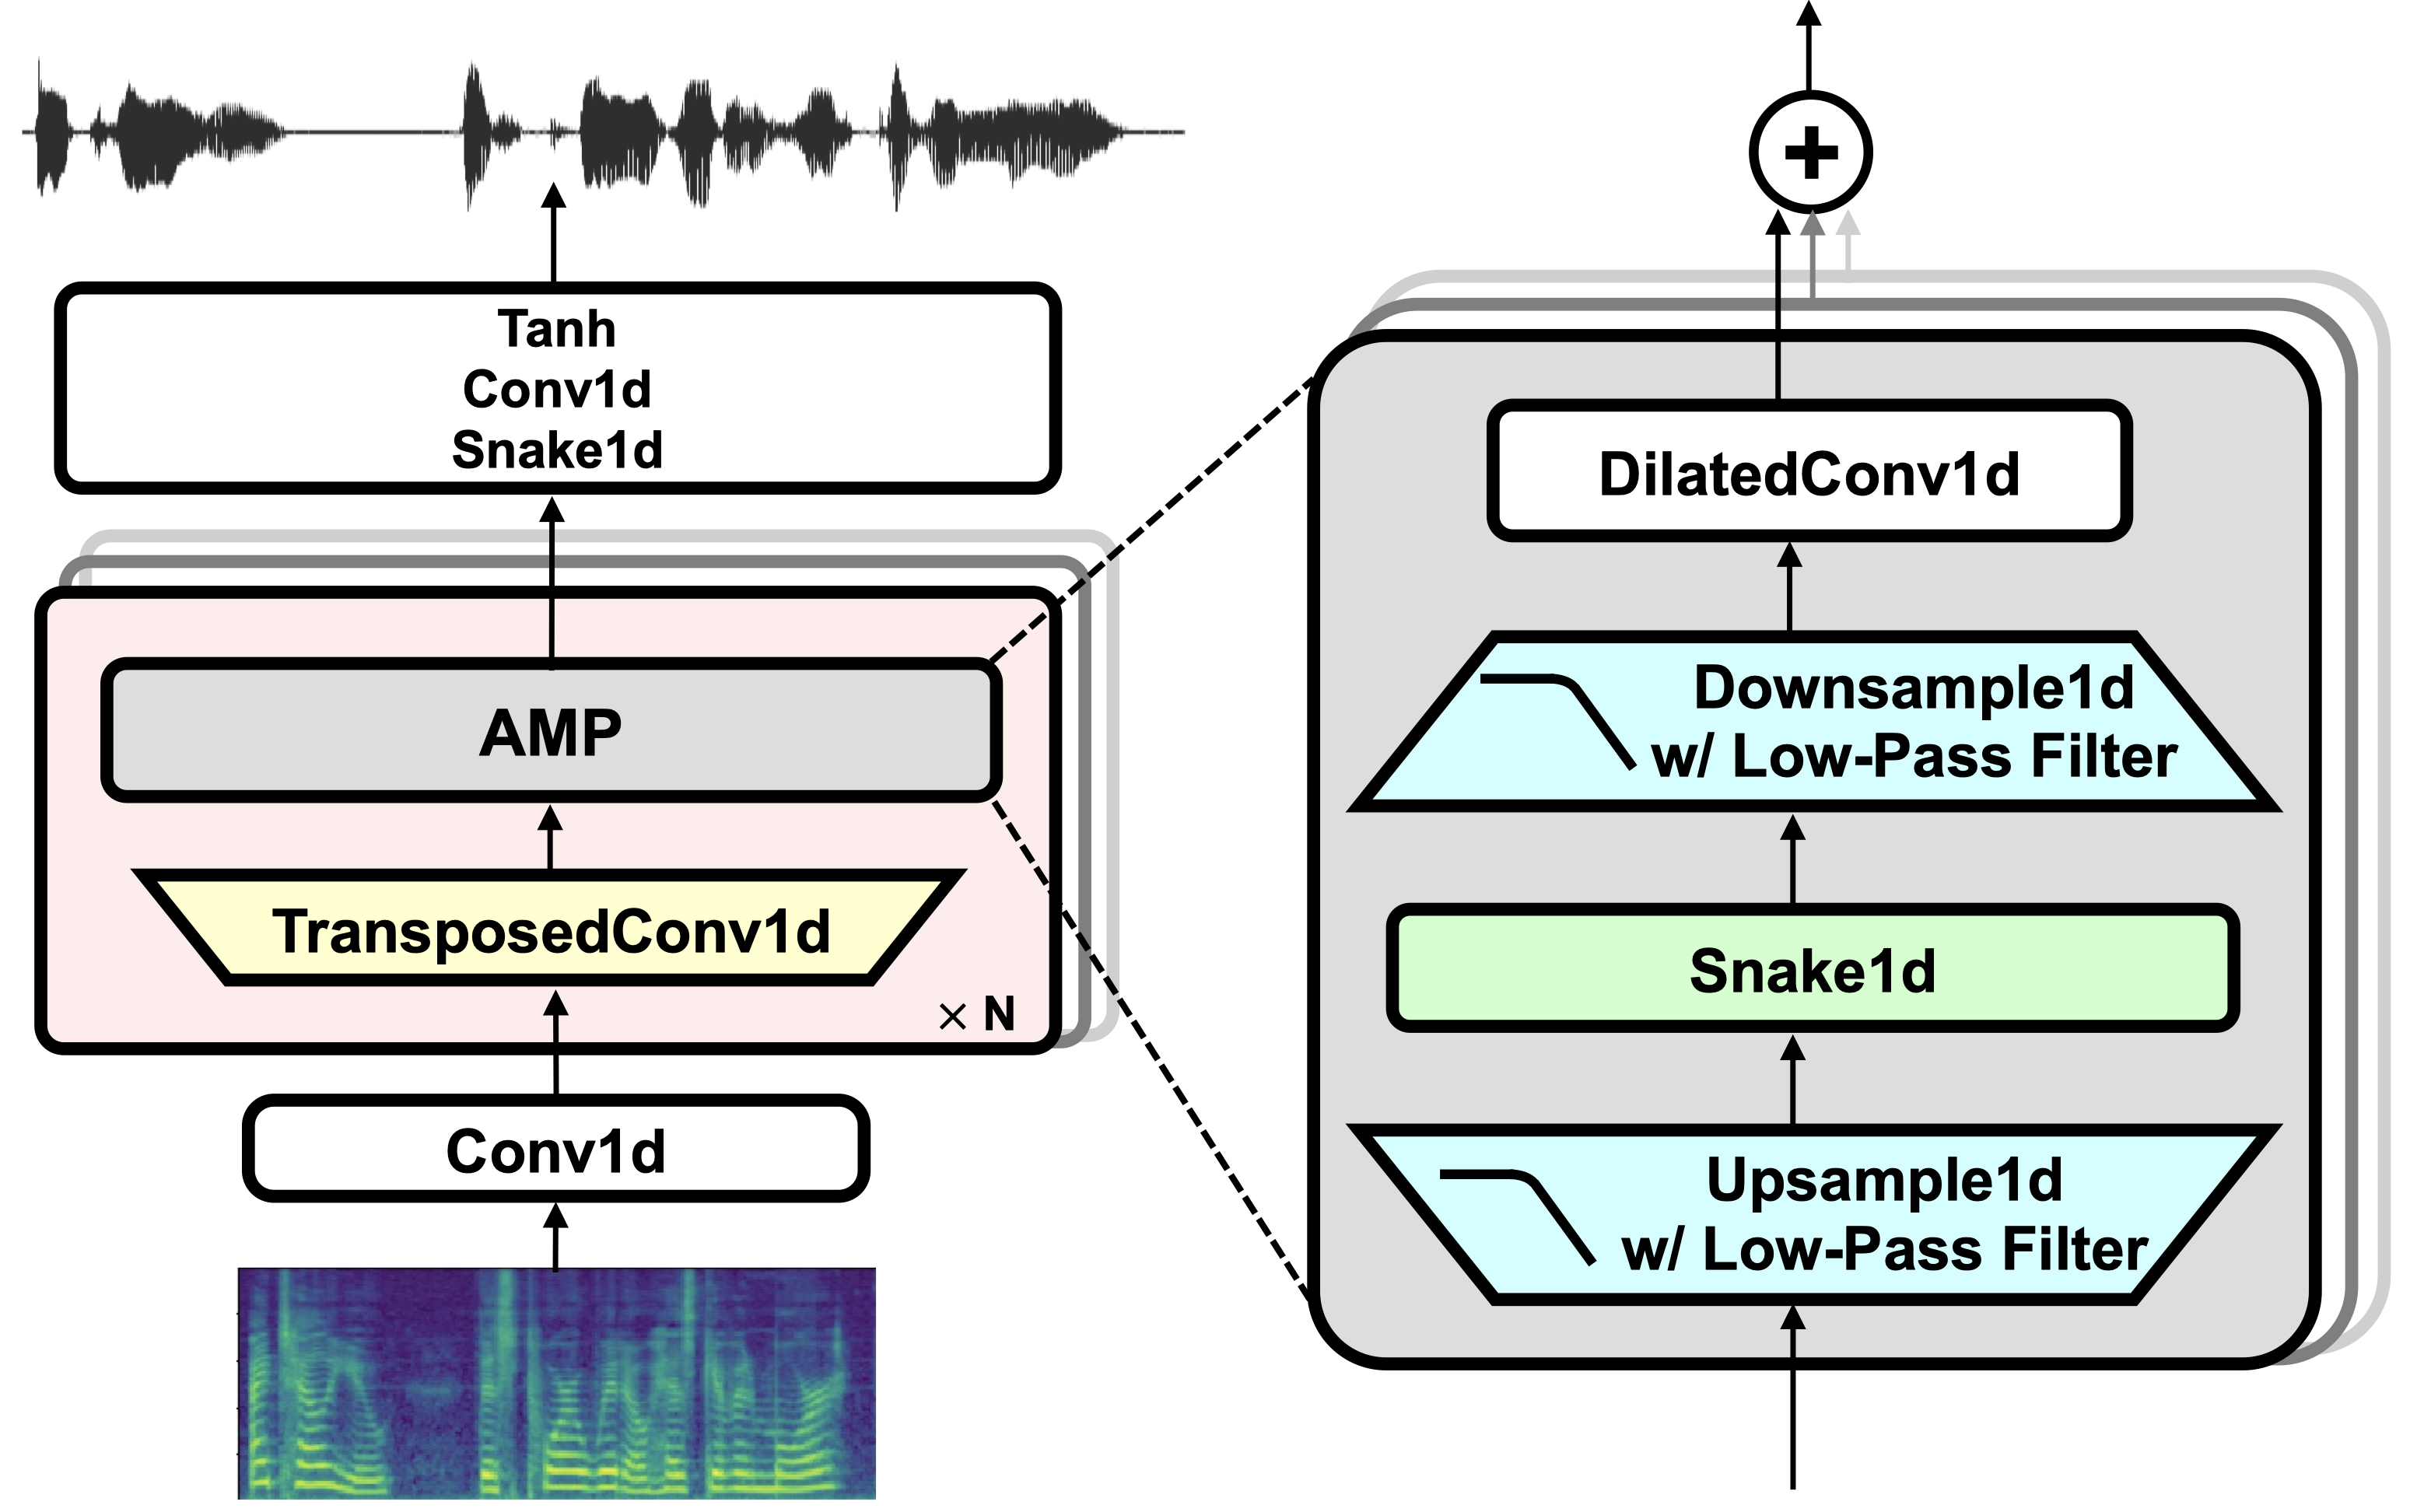 Tanh
Conv1d
Snake1d
AMP
TransposedConv1d
× N
Conv1d
+
DilatedConv1d
Downsample1d
w/ Low-Pass Filter
Snake1d
Upsample1d
w/ Low-Pass Filter